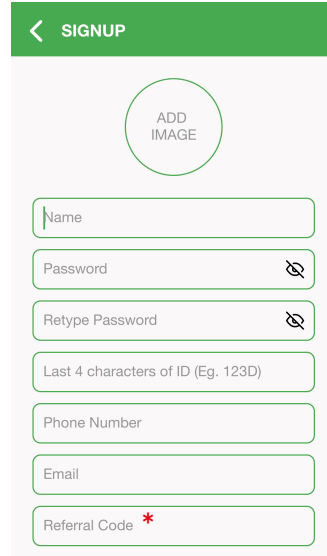 SIGNUP
ADD
IMAGE
Name
Password
Retype Password
Last 4 characters of ID (Eg. 123D)
Phone Number
Email
Referral Code *